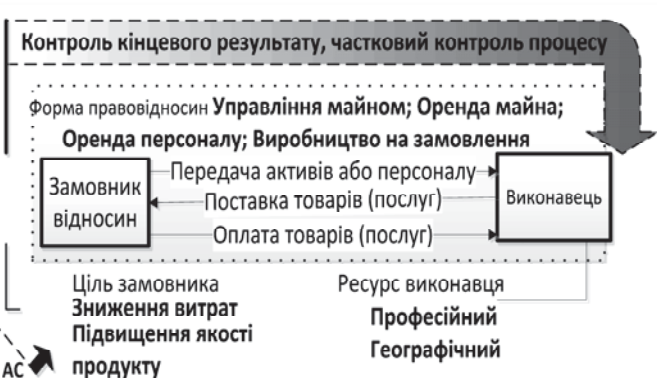 Контроль кінцевого результату, частковий контроль процесу
Форма правовідносин Управління майном; Оренда майна;
Оренда персоналу; Виробництво на замовлення
Замовник
відносин
Передача активів або персоналу
Поставка товарів (послуг)
Оплата товарів (послуг)
Виконавець
Ціль замовника
Зниження витрат
Підвищення якості
продукту
Ресурс виконавця
Професійний
Географічний
АС